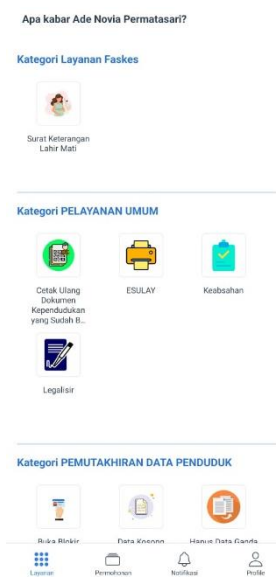 Apa kabar Ade Novia Permatasari?
Kategori Layanan Faskes
Surat Keterangan
Lahir Mati
Kategori PELAYANAN UMUM
Cetak Ulang
Dokumen
Kependudukan
yang Sudah B...
ESULAY
Keabsahan
Legalisir
Kategori PEMUTAKHIRAN DATA PENDUDUK
Buka Blokir
Data Kosong
Hapus Data Ganda
Layanan
Permohonan
Notifikasi
Profile